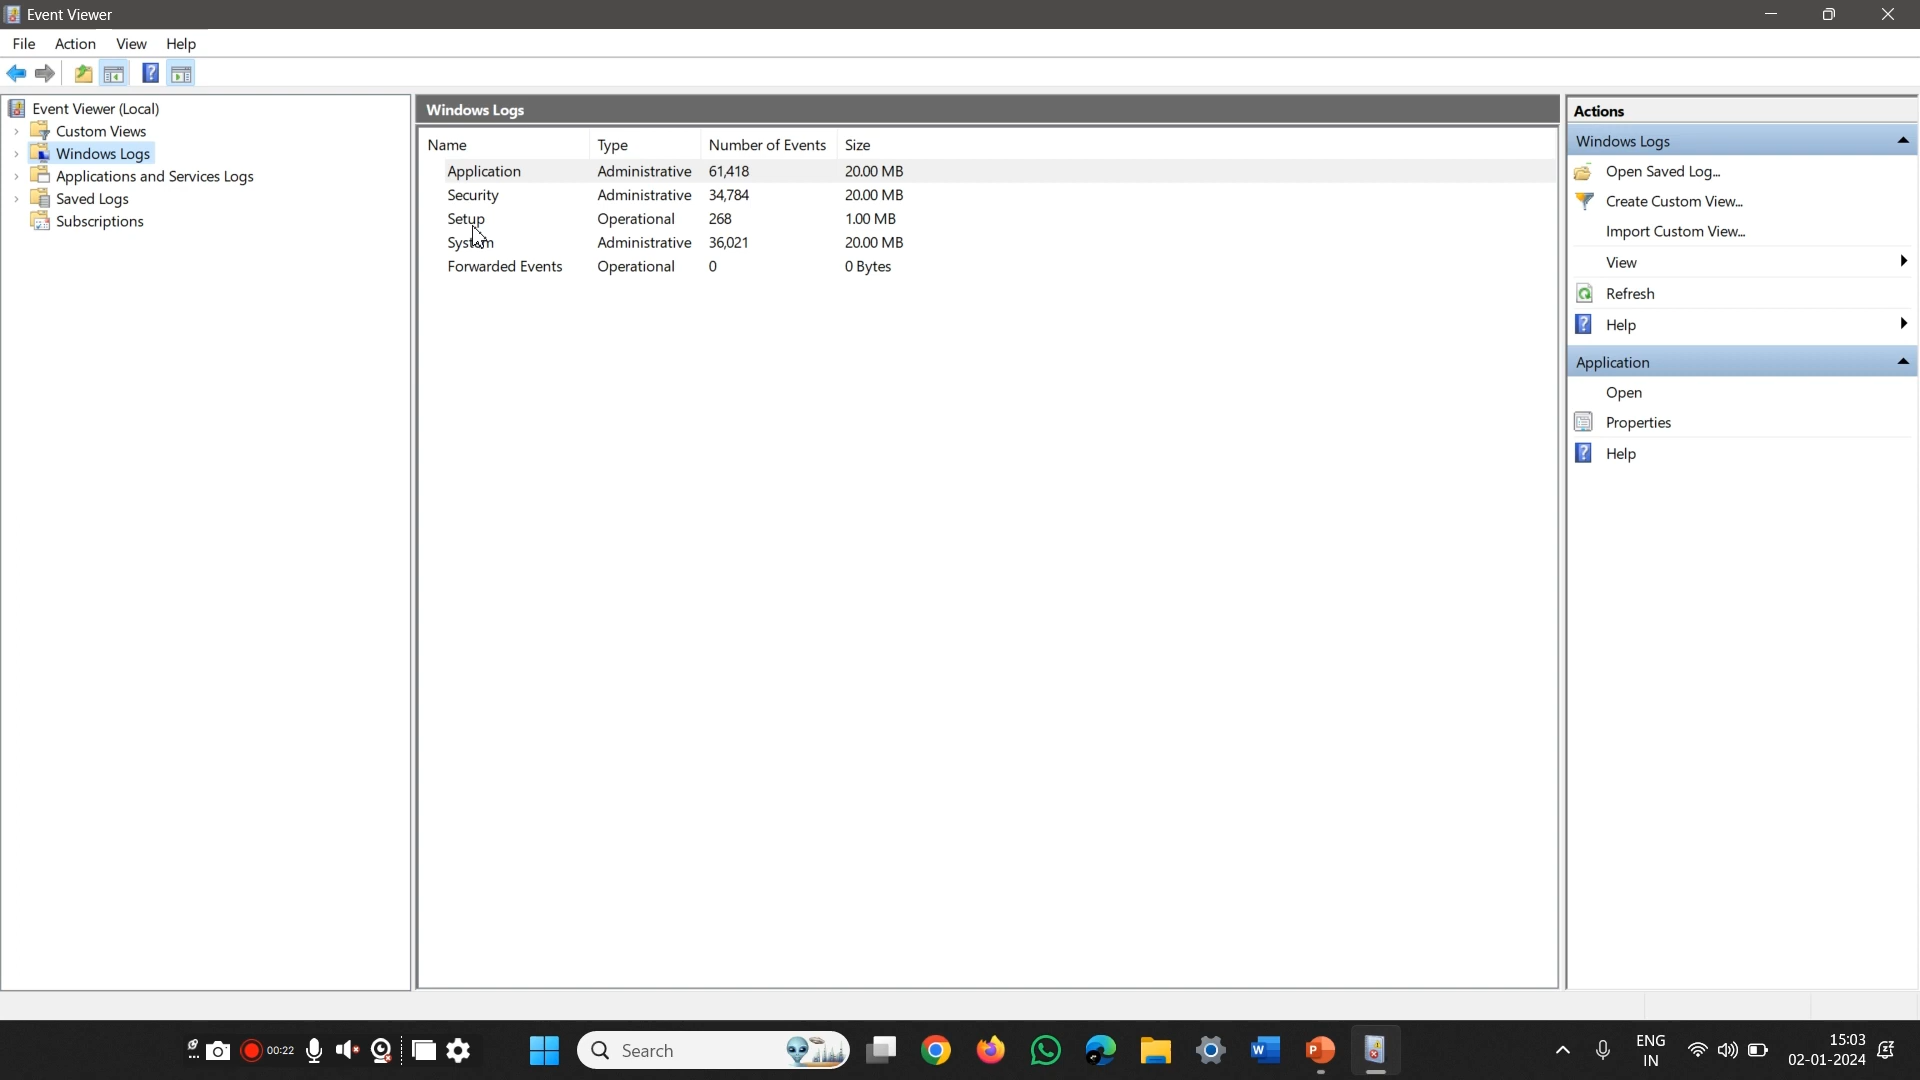 Event Viewer
File Action View Help
Event Viewer (Local)
Custom Views
Windows Logs
Applications and Services Logs
Saved Logs
Subscriptions
Windows Logs
Name Type Number of Events Size
Application Administrative 61,418 20.00 MB
Security Administrative 34,784 20.00 MB
Setup Operational 268 1.00 MB
System Administrative 36,021 20.00 MB
Forwarded Events Operational 0 0 Bytes
Actions
Windows Logs
Open Saved Log...
Create Custom View...
Import Custom View...
View
Refresh
Help
Application
Open
Properties
Help
00:22
Search
ENG
IN
15:03
02-01-2024